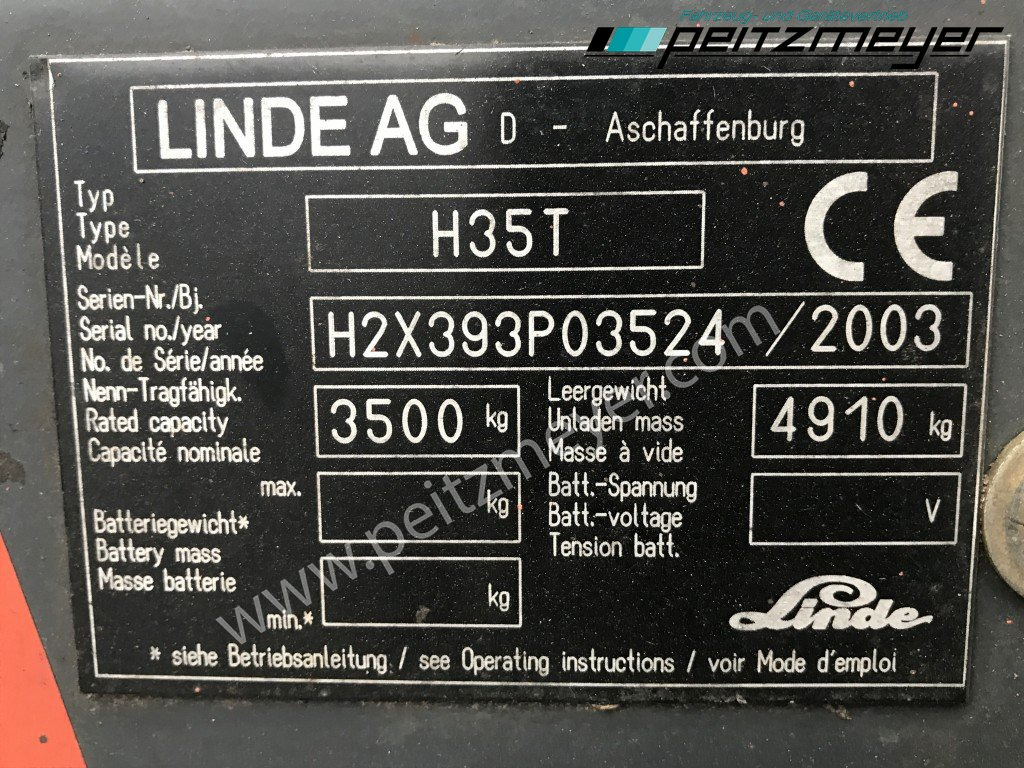 Fahrzeug- und Gerätevertrieb
peitzmeyer
LINDE AG D - Aschaffenburg
Typ
Type
Modèle
H35T
CE
Serien-Nr./Bj.
Serial no./year
No. de Série/année
H2X393P03524 / 2003
Nenn-Tragfähigk.
Rated capacity
Capacité nominale
3500 kg
Leergewicht
Unladen mass
Masse à vide
4910 kg
max.
kg
Batteriegewicht*
Battery mass
Masse batterie
min.*
kg
Batt.-Spannung
Batt.-voltage
Tension batt.
V
Linde
* siehe Betriebsanleitung / see Operating instructions / voir Mode d'emploi
www.peitzmeyer.com